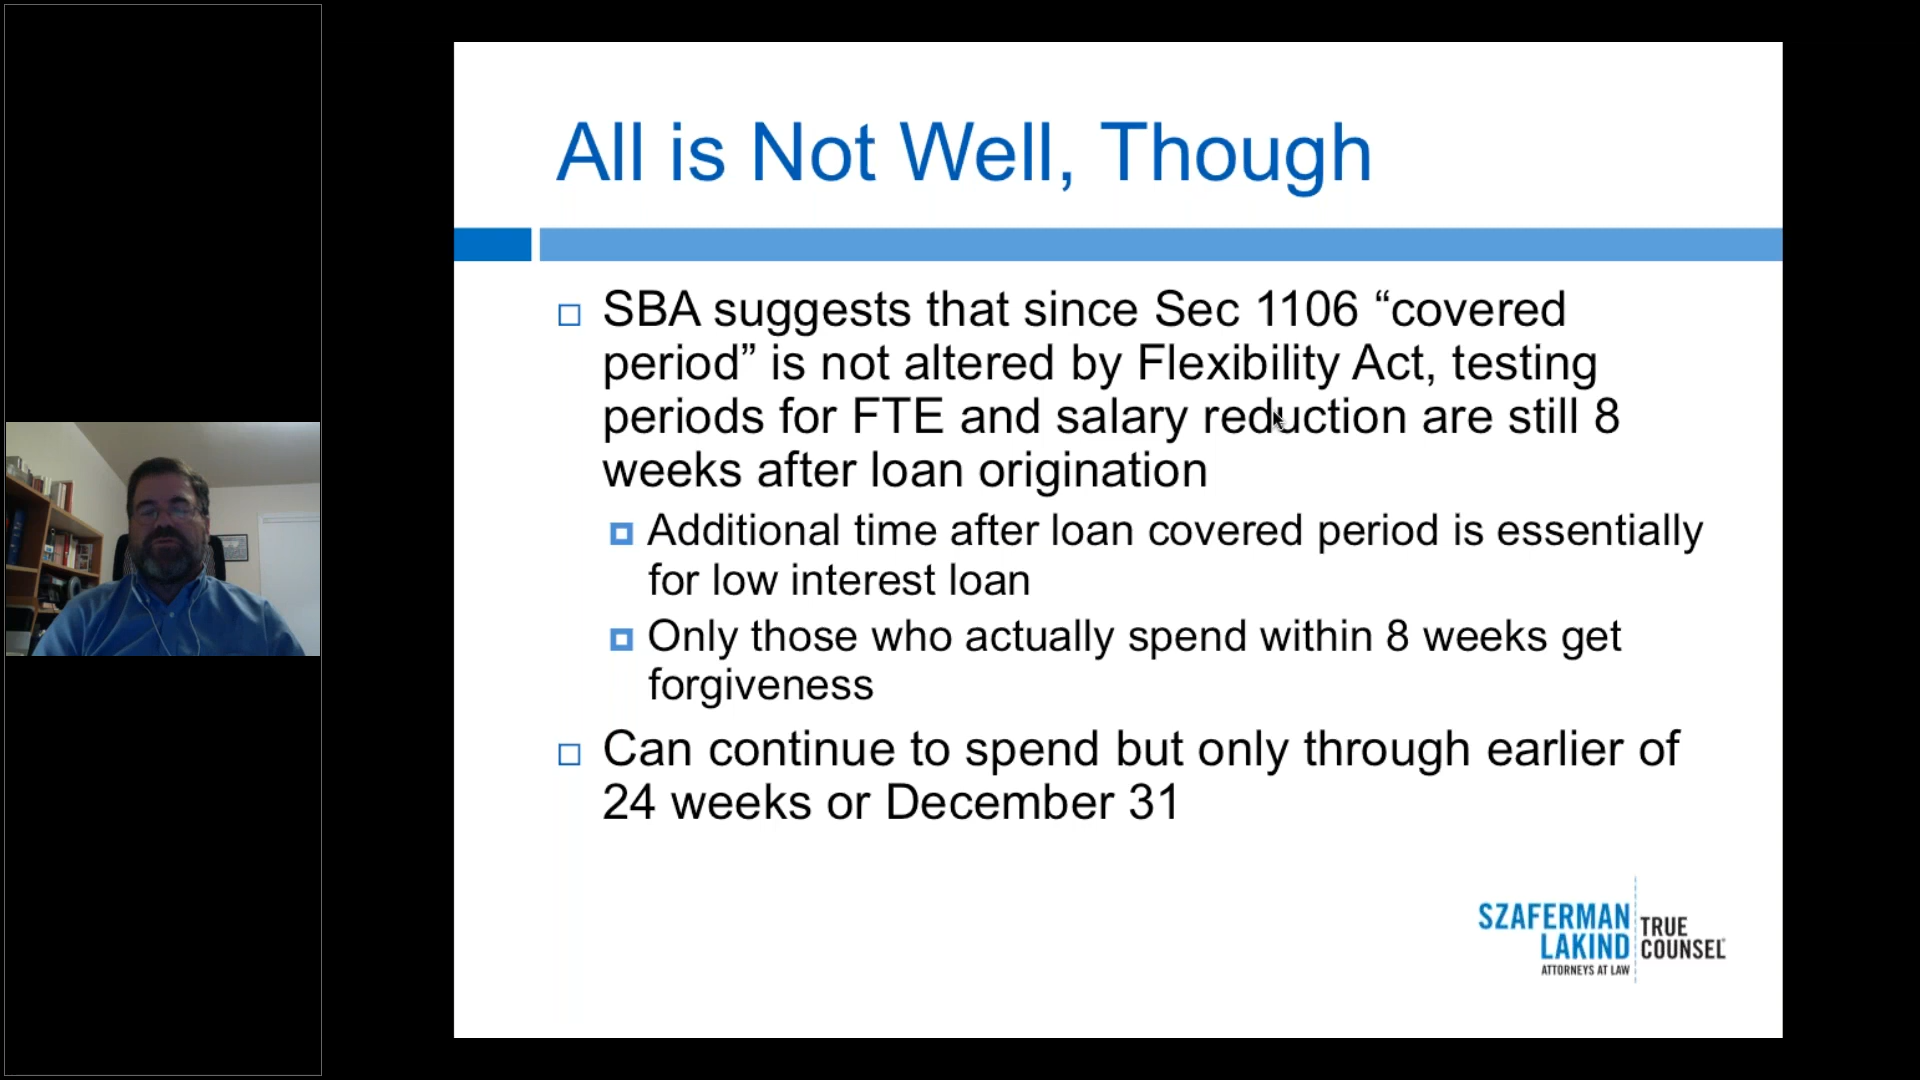 All is Not Well, Though
SBA suggests that since Sec 1106 “covered
period” is not altered by Flexibility Act, testing
periods for FTE and salary reduction are still 8
weeks after loan origination
Additional time after loan covered period is essentially
for low interest loan
Only those who actually spend within 8 weeks get
forgiveness
Can continue to spend but only through earlier of
24 weeks or December 31
SZAFERMAN
LAKIND
ATTORNEYS AT LAW
TRUE
COUNSEL